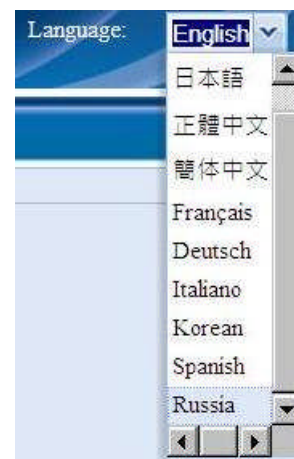 Language: English
日本語
正體中文
簡体中文
Français
Deutsch
Italiano
Korean
Spanish
Russia